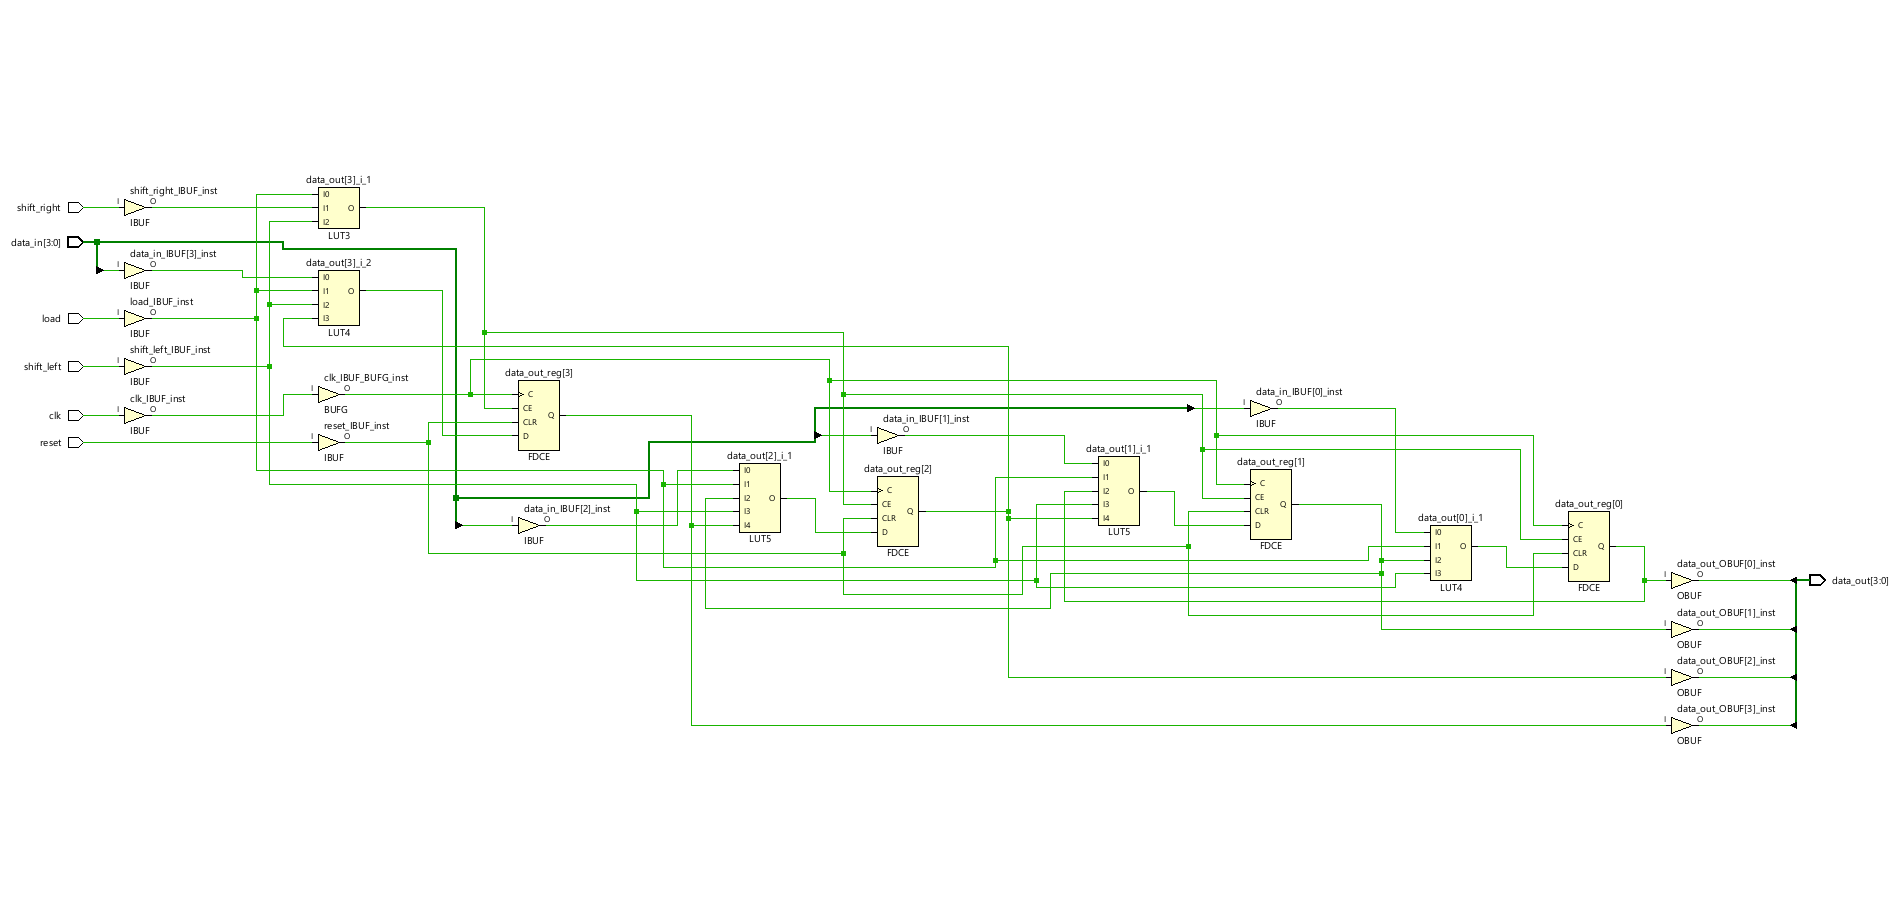 shift_right
data_in[3:0]
load
shift_left
clk
reset
shift_right_IBUF_inst
I
O
IBUF
data_in_IBUF[3]_inst
I
O
IBUF
load_IBUF_inst
I
O
IBUF
shift_left_IBUF_inst
I
O
IBUF
clk_IBUF_inst
I
O
IBUF
data_out[3]_i_1
I0
I1
I2
O
LUT3
data_out[3]_i_2
I0
I1
I2
I3
O
LUT4
clk_IBUF_BUFG_inst
I
O
BUFG
reset_IBUF_inst
I
O
IBUF
data_out_reg[3]
C
CE
CLR
D
Q
FDCE
data_in_IBUF[2]_inst
I
O
IBUF
data_out[2]_i_1
I0
I1
I2
I3
I4
O
LUT5
data_in_IBUF[1]_inst
I
O
IBUF
data_out_reg[2]
C
CE
CLR
D
Q
FDCE
data_out[1]_i_1
I0
I1
I2
I3
I4
O
LUT5
data_in_IBUF[0]_inst
I
O
IBUF
data_out_reg[1]
C
CE
CLR
D
Q
FDCE
data_out[0]_i_1
I0
I1
I2
I3
O
LUT4
data_out_reg[0]
C
CE
CLR
D
Q
FDCE
data_out_OBUF[0]_inst
I
O
OBUF
data_out_OBUF[1]_inst
I
O
OBUF
data_out_OBUF[2]_inst
I
O
OBUF
data_out_OBUF[3]_inst
I
O
OBUF
data_out[3:0]